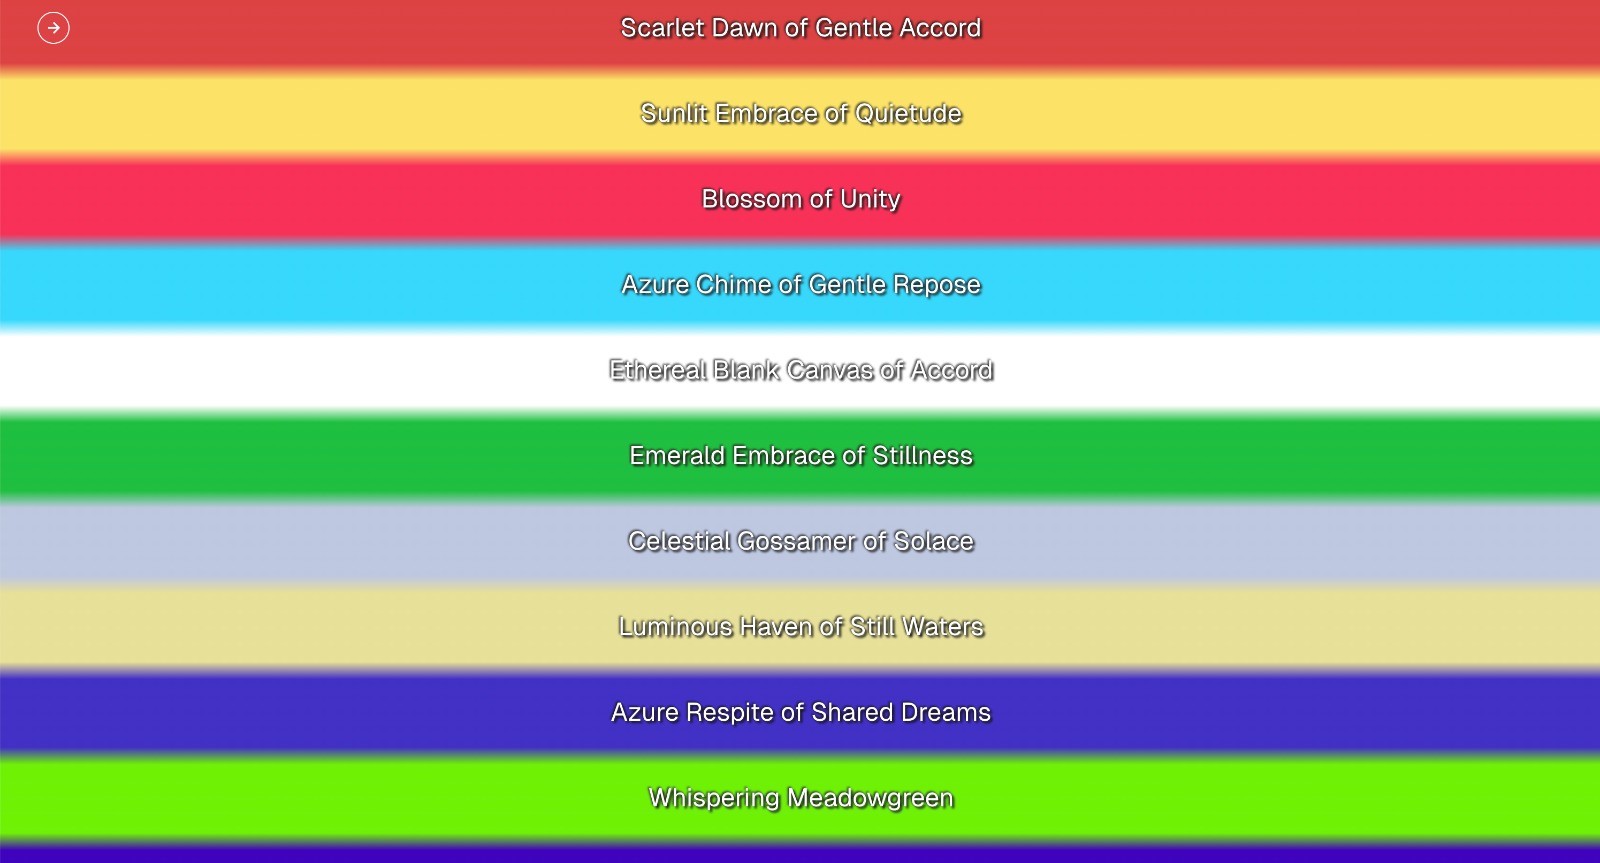 Scarlet Dawn of Gentle Accord
Sunlit Embrace of Quietude
Blossom of Unity
Azure Chime of Gentle Repose
Ethereal Blank Canvas of Accord
Emerald Embrace of Stillness
Celestial Gossamer of Solace
Luminous Haven of Still Waters
Azure Respite of Shared Dreams
Whispering Meadowgreen